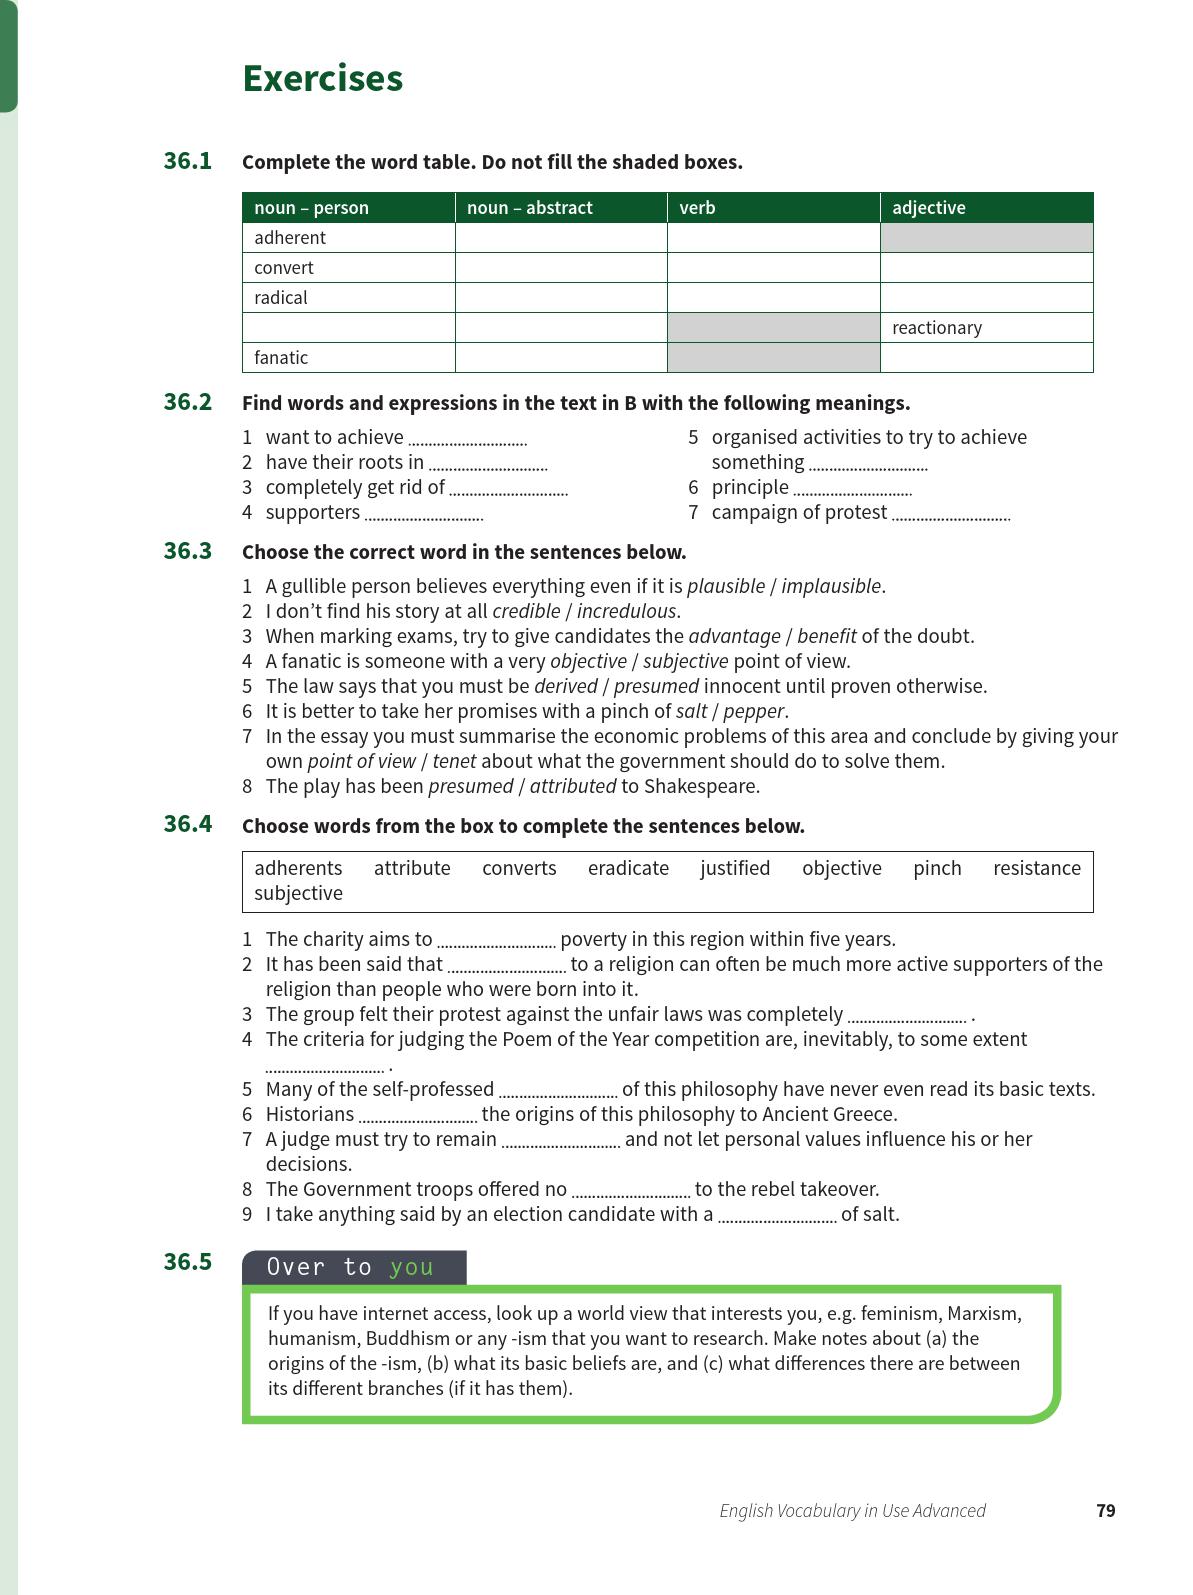 Exercises
36.1 Complete the word table. Do not fill the shaded boxes.
noun – person noun – abstract verb adjective
adherent
convert
radical
reactionary
fanatic
36.2 Find words and expressions in the text in B with the following meanings.
1 want to achieve ............................
2 have their roots in ............................
3 completely get rid of ............................
4 supporters ............................
5 organised activities to try to achieve
something ............................
6 principle ............................
7 campaign of protest ............................
36.3 Choose the correct word in the sentences below.
1 A gullible person believes everything even if it is plausible / implausible.
2 I don’t find his story at all credible / incredulous.
3 When marking exams, try to give candidates the advantage / benefit of the doubt.
4 A fanatic is someone with a very objective / subjective point of view.
5 The law says that you must be derived / presumed innocent until proven otherwise.
6 It is better to take her promises with a pinch of salt / pepper.
7 In the essay you must summarise the economic problems of this area and conclude by giving your
own point of view / tenet about what the government should do to solve them.
8 The play has been presumed / attributed to Shakespeare.
36.4 Choose words from the box to complete the sentences below.
adherents attribute converts eradicate justified objective pinch resistance
subjective
1 The charity aims to ............................ poverty in this region within five years.
2 It has been said that ............................ to a religion can often be much more active supporters of the
religion than people who were born into it.
3 The group felt their protest against the unfair laws was completely ............................ .
4 The criteria for judging the Poem of the Year competition are, inevitably, to some extent
............................ .
5 Many of the self-professed ............................ of this philosophy have never even read its basic texts.
6 Historians ............................ the origins of this philosophy to Ancient Greece.
7 A judge must try to remain ............................ and not let personal values influence his or her
decisions.
8 The Government troops offered no ............................ to the rebel takeover.
9 I take anything said by an election candidate with a ............................ of salt.
36.5 Over to you
If you have internet access, look up a world view that interests you, e.g. feminism, Marxism,
humanism, Buddhism or any -ism that you want to research. Make notes about (a) the
origins of the -ism, (b) what its basic beliefs are, and (c) what differences there are between
its different branches (if it has them).
English Vocabulary in Use Advanced 79